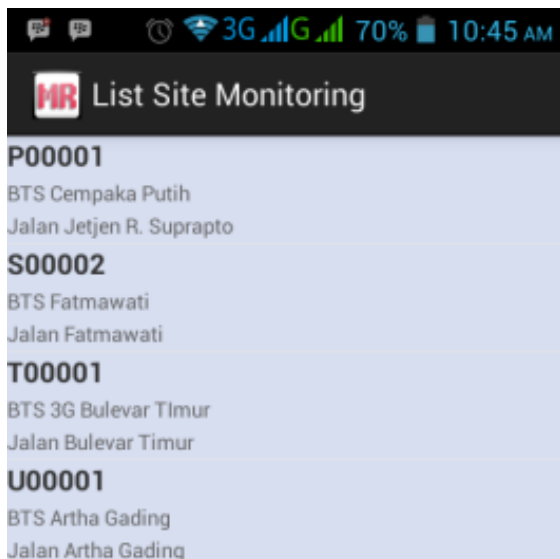 3G G 70% 10:45 AM
MR List Site Monitoring
P00001
BTS Cempaka Putih
Jalan Jetjen R. Suprapto
S00002
BTS Fatmawati
Jalan Fatmawati
T00001
BTS 3G Bulevar TImur
Jalan Bulevar Timur
U00001
BTS Artha Gading
Jalan Artha Gading